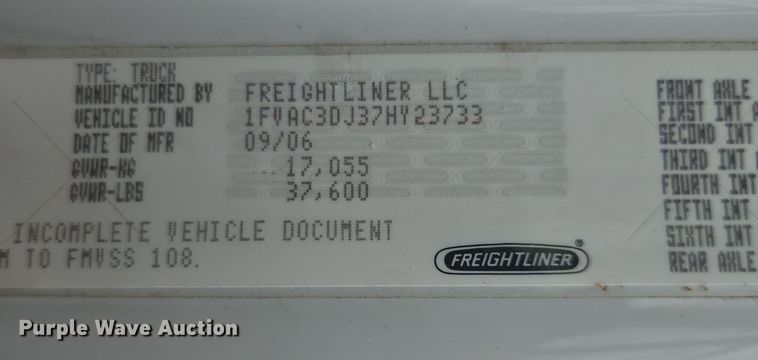 TYPE: TRUCK
MANUFACTURED BY FREIGHTLINER LLC
VEHICLE ID NO 1FVAC3DJ37HY23733
DATE OF MFR 09/06
GVWR-KG 17,055
GVWR-LBS 37,600
INCOMPLETE VEHICLE DOCUMENT
M TO FMVSS 108.
FREIGHTLINER®
FRONT AXLE
FIRST INT A
SECOND INT
THIRD INT
FOURTH INT
FIFTH INT
SIXTH INT
REAR AXLE
Purple Wave Auction